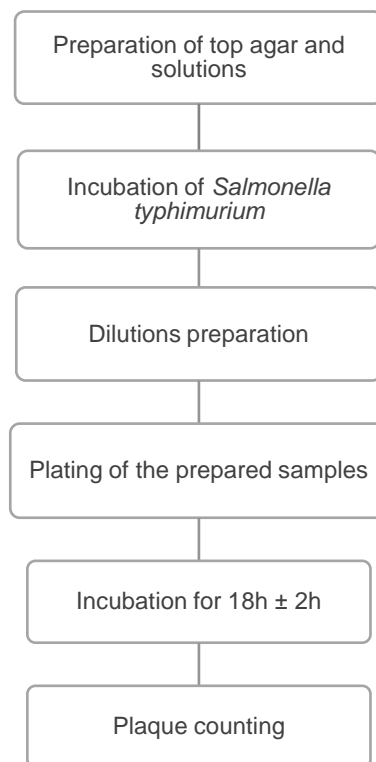 Preparation of top agar and
solutions
Incubation of Salmonella
typhimurium
Dilutions preparation
Plating of the prepared samples
Incubation for 18h ± 2h
Plaque counting